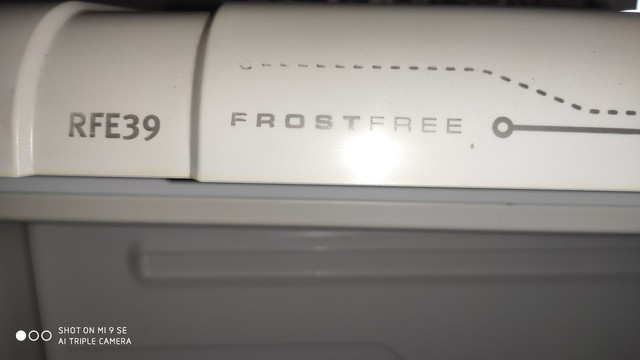 RFE39
FROSTFREE
SHOT ON MI 9 SE
AI TRIPLE CAMERA